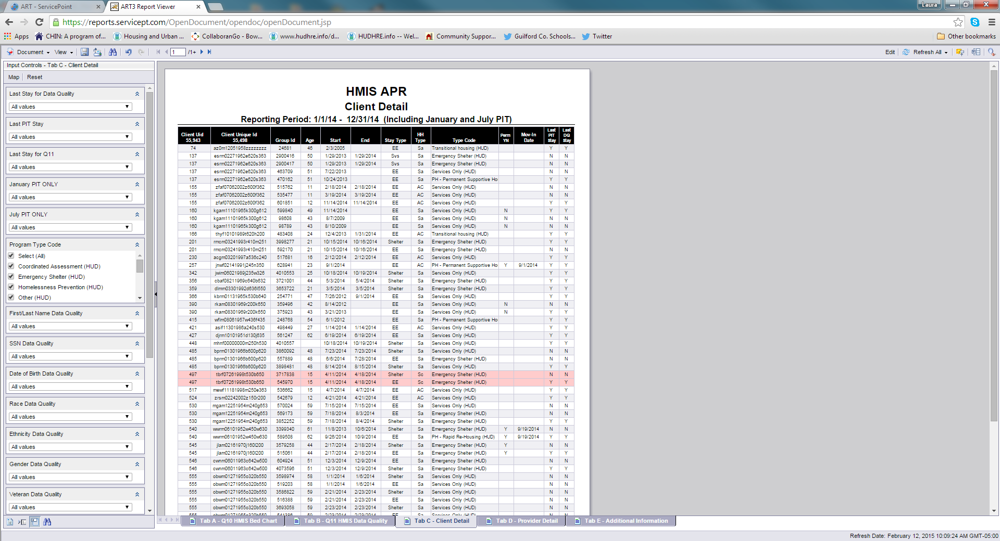 ART - ServicePoint
ART3 Report Viewer
Laura
https://reports.servicept.com/OpenDocument/opendoc/openDocument.jsp
Apps CHIN: A program of... Housing and Urban ... CollaboranGo - Bow... www.hudhre.info/d... HUDHRE.info -- Wel... Community Suppor... Guilford Co. Schools... Twitter Other bookmarks
Document View 1 /1+ Edit Refresh All
Input Controls - Tab C - Client Detail
Map Reset
Last Stay for Data Quality
All values
Last PIT Stay
All values
Last Stay for Q11
All values
January PIT ONLY
All values
July PIT ONLY
All values
Program Type Code
Select (All)
Coordinated Assessment (HUD)
Emergency Shelter (HUD)
Homelessness Prevention (HUD)
Other (HUD)
First/Last Name Data Quality
All values
SSN Data Quality
All values
Date of Birth Data Quality
All values
Race Data Quality
All values
Ethnicity Data Quality
All values
Gender Data Quality
All values
Veteran Data Quality
All values
HMIS APR
Client Detail
Reporting Period: 1/1/14 - 12/31/14 (Including January and July PIT)
Client Uid 55,943 Client Unique Id 55,498 Group Id Age Start End Stay Type HH Type Type Code Perm YN Mov-In Date Last PIT Stay Last DQ Stay
74 az0m12051958zzzzzzzz 24681 46 2/3/2005 EE Sa Transitional housing (HUD) Y Y
137 esrm02271962e620s363 2900416 50 1/29/2013 1/29/2014 Svs Sa Emergency Shelter (HUD) N N
137 esrm02271962e620s363 2900417 50 1/29/2013 1/29/2014 Svs Sa Emergency Shelter (HUD) N N
137 esrm02271962e620s363 463709 51 7/22/2013 EE Sa Services Only (HUD) N N
137 esrm02271962e620s363 470162 51 10/24/2013 EE Sa PH - Permanent Supportive Ho Y Y
155 zfaf07062002z600f362 515762 11 2/18/2014 2/18/2014 EE AC Services Only (HUD) N N
155 zfaf07062002z600f362 535477 11 3/19/2014 3/19/2014 EE AC Services Only (HUD) N N
155 zfaf07062002z600f362 601851 12 11/14/2014 11/14/2014 EE AC Services Only (HUD) Y Y
160 kgam11101965k300g612 599840 49 11/14/2014 EE Sa Services Only (HUD) N Y Y
160 kgam11101965k300g612 98608 43 8/7/2009 EE Sa Services Only (HUD) N N N
160 kgam11101965k300g612 98789 43 8/10/2009 EE Sa Services Only (HUD) N N N
166 thyf10101989t620h200 483408 24 12/4/2013 1/31/2014 EE AC Transitional housing (HUD) Y Y
201 rmcm03241993r410m251 3998277 21 10/15/2014 10/16/2014 Shelter Sa Emergency Shelter (HUD) Y Y
201 rmcm03241993r410m251 592170 21 10/15/2014 10/16/2014 EE Sa Emergency Shelter (HUD) N N
230 acgm03201997a536c240 517681 16 2/12/2014 2/12/2014 EE AC Services Only (HUD) Y Y
257 jnwf02141991j245n350 628941 23 9/1/2014 EE AC PH - Permanent Supportive Ho Y 9/1/2014 Y Y
342 jwim06021989j235w326 4010553 25 10/18/2014 10/19/2014 Shelter Sa Services Only (HUD) Y Y
356 cbaf08211969c640b632 3721001 44 5/3/2014 5/4/2014 Shelter Sa Emergency Shelter (HUD) Y Y
359 dlmm03301992d636l550 3653722 21 3/5/2014 3/5/2014 Shelter Sa Emergency Shelter (HUD) Y Y
366 kbrm01131965k530b640 254771 47 7/26/2012 9/1/2014 EE Sa Services Only (HUD) Y Y
390 rkam08301969r200k650 359496 42 8/14/2012 EE Sa Services Only (HUD) N N N
390 rkam08301969r200k650 375923 43 3/21/2013 EE Sa Services Only (HUD) N Y Y
415 wflm08061957w436f435 248768 54 6/1/2012 EE Sa PH - Permanent Supportive Ho Y Y
421 asif11301986a240s530 498449 27 1/14/2014 1/14/2014 EE AC Services Only (HUD) Y Y
427 djrm10101951d130j635 561247 62 6/19/2014 6/19/2014 EE Sa Services Only (HUD) Y Y
448 mhnf00000000m250h530 4010557 10/18/2014 10/19/2014 Shelter Sa Services Only (HUD) Y Y
485 bprm01301966b600p620 3860092 48 7/23/2014 7/23/2014 Shelter Sa Services Only (HUD) N N
485 bprm01301966b600p620 557889 48 6/6/2014 7/28/2014 EE Sa Emergency Shelter (HUD) N N
485 bprm01301966b600p620 3898481 48 8/14/2014 8/15/2014 Shelter Sa Services Only (HUD) Y Y
497 tbrf07261998t530b650 3717838 15 4/11/2014 4/18/2014 Shelter Sc Emergency Shelter (HUD) N N
497 tbrf07261998t530b650 545970 15 4/11/2014 4/18/2014 EE Sc Emergency Shelter (HUD) Y Y
517 mewf11181998m250e363 536662 15 4/7/2014 4/7/2014 EE AC Services Only (HUD) Y Y
524 zrsm02242002z150r200 542679 12 4/21/2014 4/21/2014 EE AC Services Only (HUD) Y Y
530 mgam12251954m240g653 570024 59 7/15/2014 7/15/2014 EE Sa Services Only (HUD) N N
530 mgam12251954m240g653 569173 59 7/18/2014 8/3/2014 EE Sa Emergency Shelter (HUD) N N
530 mgam12251954m240g653 3852252 59 7/18/2014 8/4/2014 Shelter Sa Emergency Shelter (HUD) Y Y
540 wwrm06101952w450w630 3399340 61 11/8/2013 10/6/2014 Shelter Sa Emergency Shelter (HUD) Y 9/19/2014 N N
540 wwrm06101952w450w630 589508 62 9/26/2014 10/9/2014 EE Sa PH - Rapid Re-Housing (HUD) Y 9/19/2014 Y Y
545 jlam02161970j160l200 3579258 44 2/17/2014 2/18/2014 Shelter Sa Emergency Shelter (HUD) Y N N
545 jlam02161970j160l200 515061 44 2/17/2014 2/18/2014 EE Sa Emergency Shelter (HUD) Y Y Y
546 cwnm06011963c642w500 604924 51 12/3/2014 12/9/2014 EE Sa Emergency Shelter (HUD) N N
546 cwnm06011963c642w500 4073596 51 12/3/2014 12/9/2014 Shelter Sa Emergency Shelter (HUD) Y Y
555 obwm01271955o320b550 3598974 58 1/1/2014 1/6/2014 Shelter Sa Services Only (HUD) N N
555 obwm01271955o320b550 519203 58 1/1/2014 1/6/2014 EE Sa Services Only (HUD) N N
555 obwm01271955o320b550 3586822 59 2/21/2014 2/23/2014 Shelter Sa Services Only (HUD) N N
555 obwm01271955o320b550 516388 59 2/21/2014 2/23/2014 EE Sa Services Only (HUD) N N
555 obwm01271955o320b550 3693058 59 2/23/2014 2/23/2014 Shelter Sa Services Only (HUD) N N
Tab A - Q10 HMIS Bed Chart Tab B - Q11 HMIS Data Quality Tab C - Client Detail Tab D - Provider Detail Tab E - Additional Information
Refresh Date: February 12, 2015 10:09:24 AM GMT-05:00